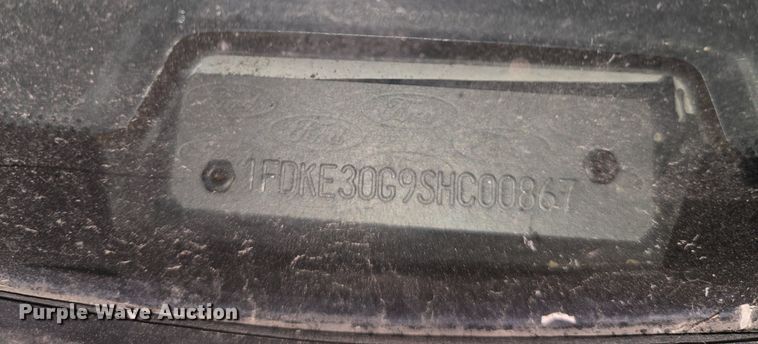 1FDKE30G9SHC00867
Purple Wave Auction